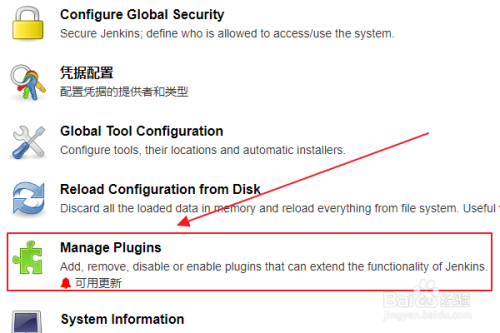 Configure Global Security
Secure Jenkins; define who is allowed to access/use the system.
凭据配置
配置凭据的提供者和类型
Global Tool Configuration
Configure tools, their locations and automatic installers.
Reload Configuration from Disk
Discard all the loaded data in memory and reload everything from file system. Useful
Manage Plugins
Add, remove, disable or enable plugins that can extend the functionality of Jenkins.
可用更新
Baidu 经验
jingyan.baidu.com
System Information